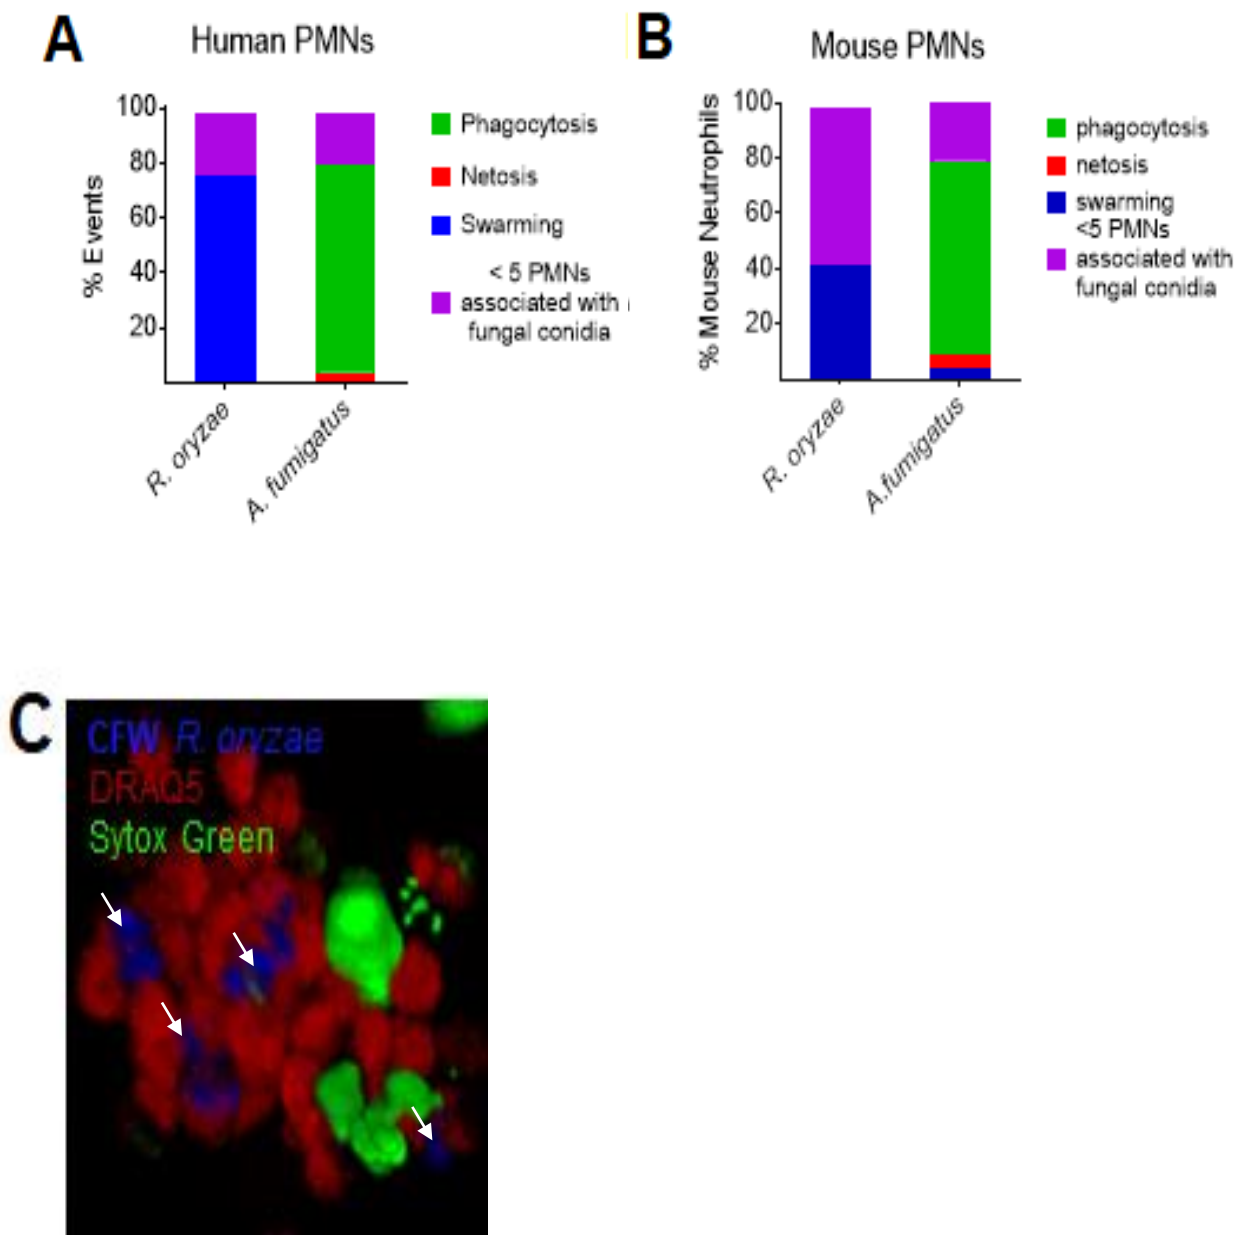 A
Human PMNs
% Events
100
80
60
40
20
R. oryzae
A. fumigatus
Phagocytosis
Netosis
Swarming
< 5 PMNs
associated with
fungal conidia
B
Mouse PMNs
% Mouse Neutrophils
100
80
60
40
20
R. oryzae
A.fumigatus
phagocytosis
netosis
swarming
<5 PMNs
associated with
fungal conidia
C
CFW R. oryzae
DRAQ5
Sytox Green